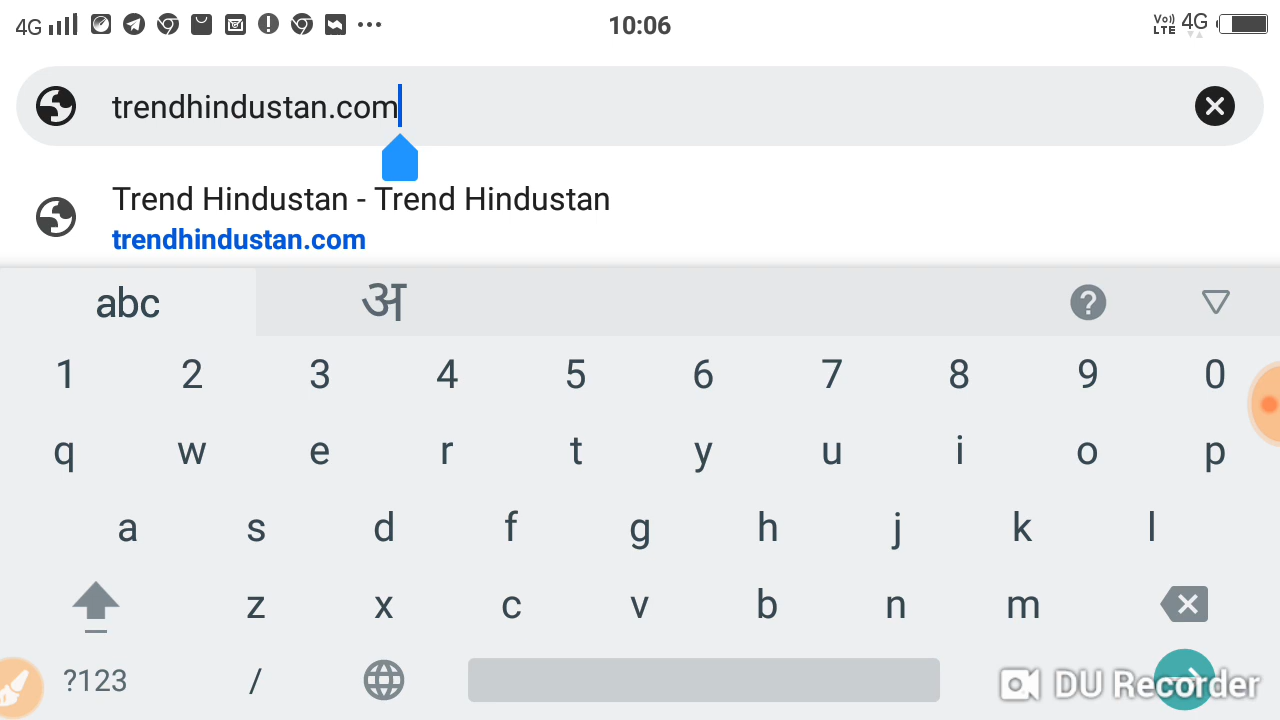 4G 10:06 Vo)) LTE 4G
trendhindustan.com
Trend Hindustan - Trend Hindustan
trendhindustan.com
abc अ ?
1 2 3 4 5 6 7 8 9 0
q w e r t y u i o p
a s d f g h j k l
z x c v b n m
?123 / DU Recorder